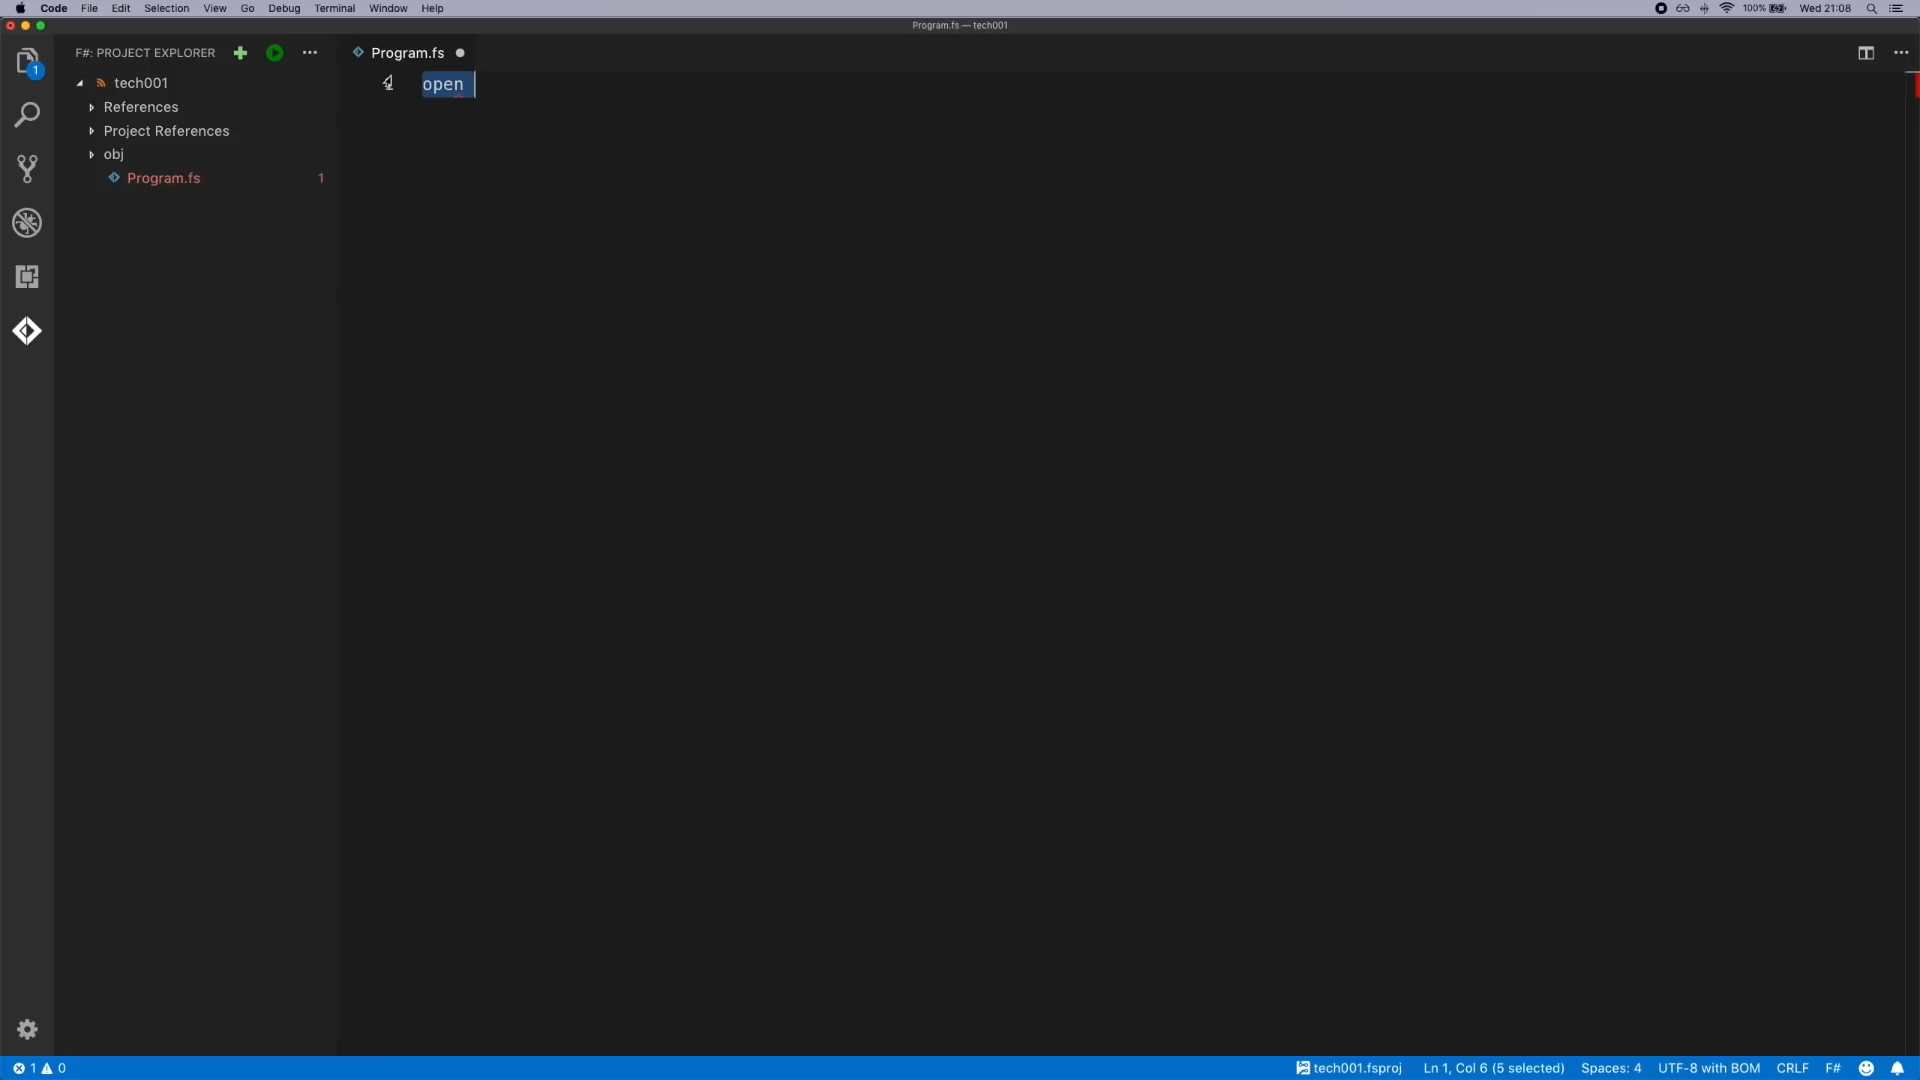 Code File Edit Selection View Go Debug Terminal Window Help 100% Wed 21:08
Program.fs — tech001
F#: PROJECT EXPLORER
Program.fs
tech001
References
Project References
obj
Program.fs 1
1
open
1 0 tech001.fsproj Ln 1, Col 6 (5 selected) Spaces: 4 UTF-8 with BOM CRLF F#